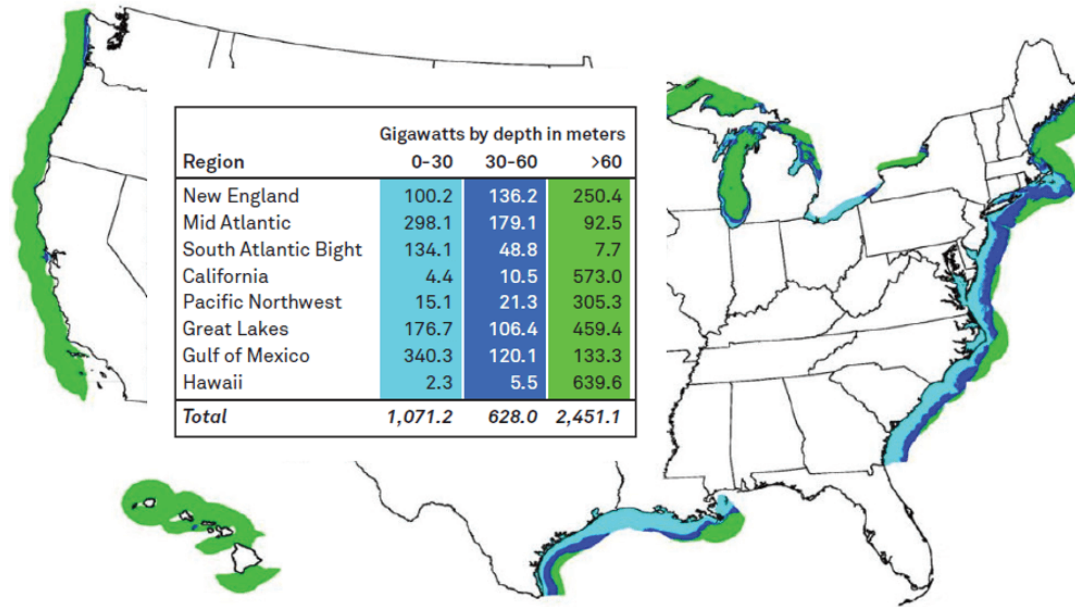 Gigawatts by depth in meters
Region 0-30 30-60 >60
New England 100.2 136.2 250.4
Mid Atlantic 298.1 179.1 92.5
South Atlantic Bight 134.1 48.8 7.7
California 4.4 10.5 573.0
Pacific Northwest 15.1 21.3 305.3
Great Lakes 176.7 106.4 459.4
Gulf of Mexico 340.3 120.1 133.3
Hawaii 2.3 5.5 639.6
Total 1,071.2 628.0 2,451.1